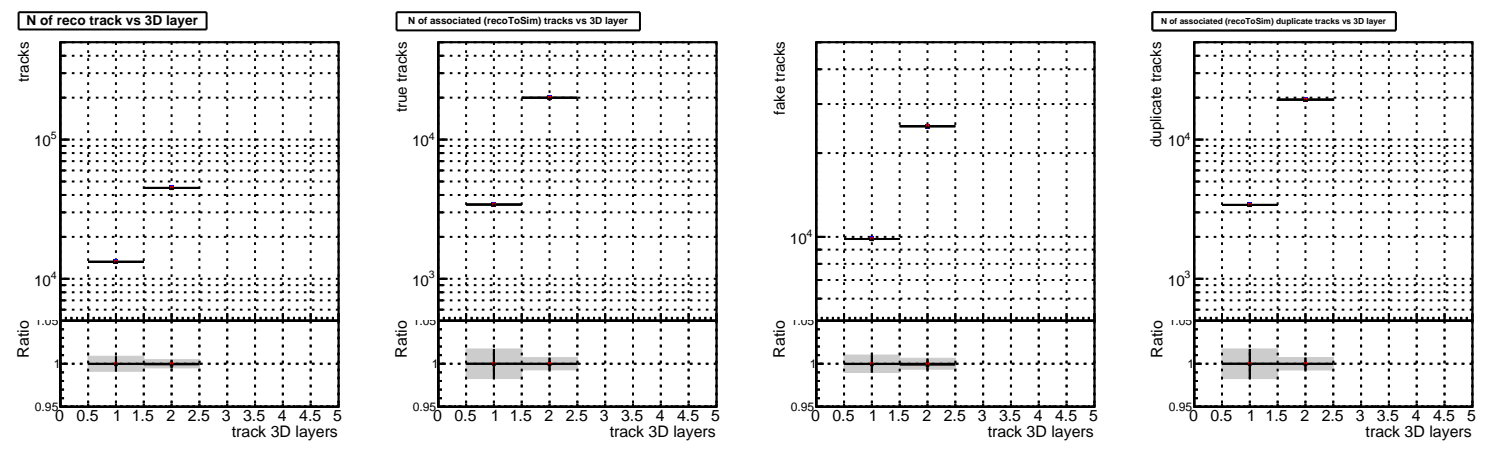 N of reco track vs 3D layer
tracks
10^5
10^4
Ratio
1.05
1
0.95
0 0.5 1 1.5 2 2.5 3 3.5 4 4.5 5
track 3D layers
N of associated (recoToSim) tracks vs 3D layer
true tracks
10^4
10^3
Ratio
1.05
1
0.95
0 0.5 1 1.5 2 2.5 3 3.5 4 4.5 5
track 3D layers
fake tracks
10^4
Ratio
1.05
1
0.95
0 0.5 1 1.5 2 2.5 3 3.5 4 4.5 5
track 3D layers
N of associated (recoToSim) duplicate tracks vs 3D layer
duplicate tracks
10^4
10^3
Ratio
1.05
1
0.95
0 0.5 1 1.5 2 2.5 3 3.5 4 4.5 5
track 3D layers